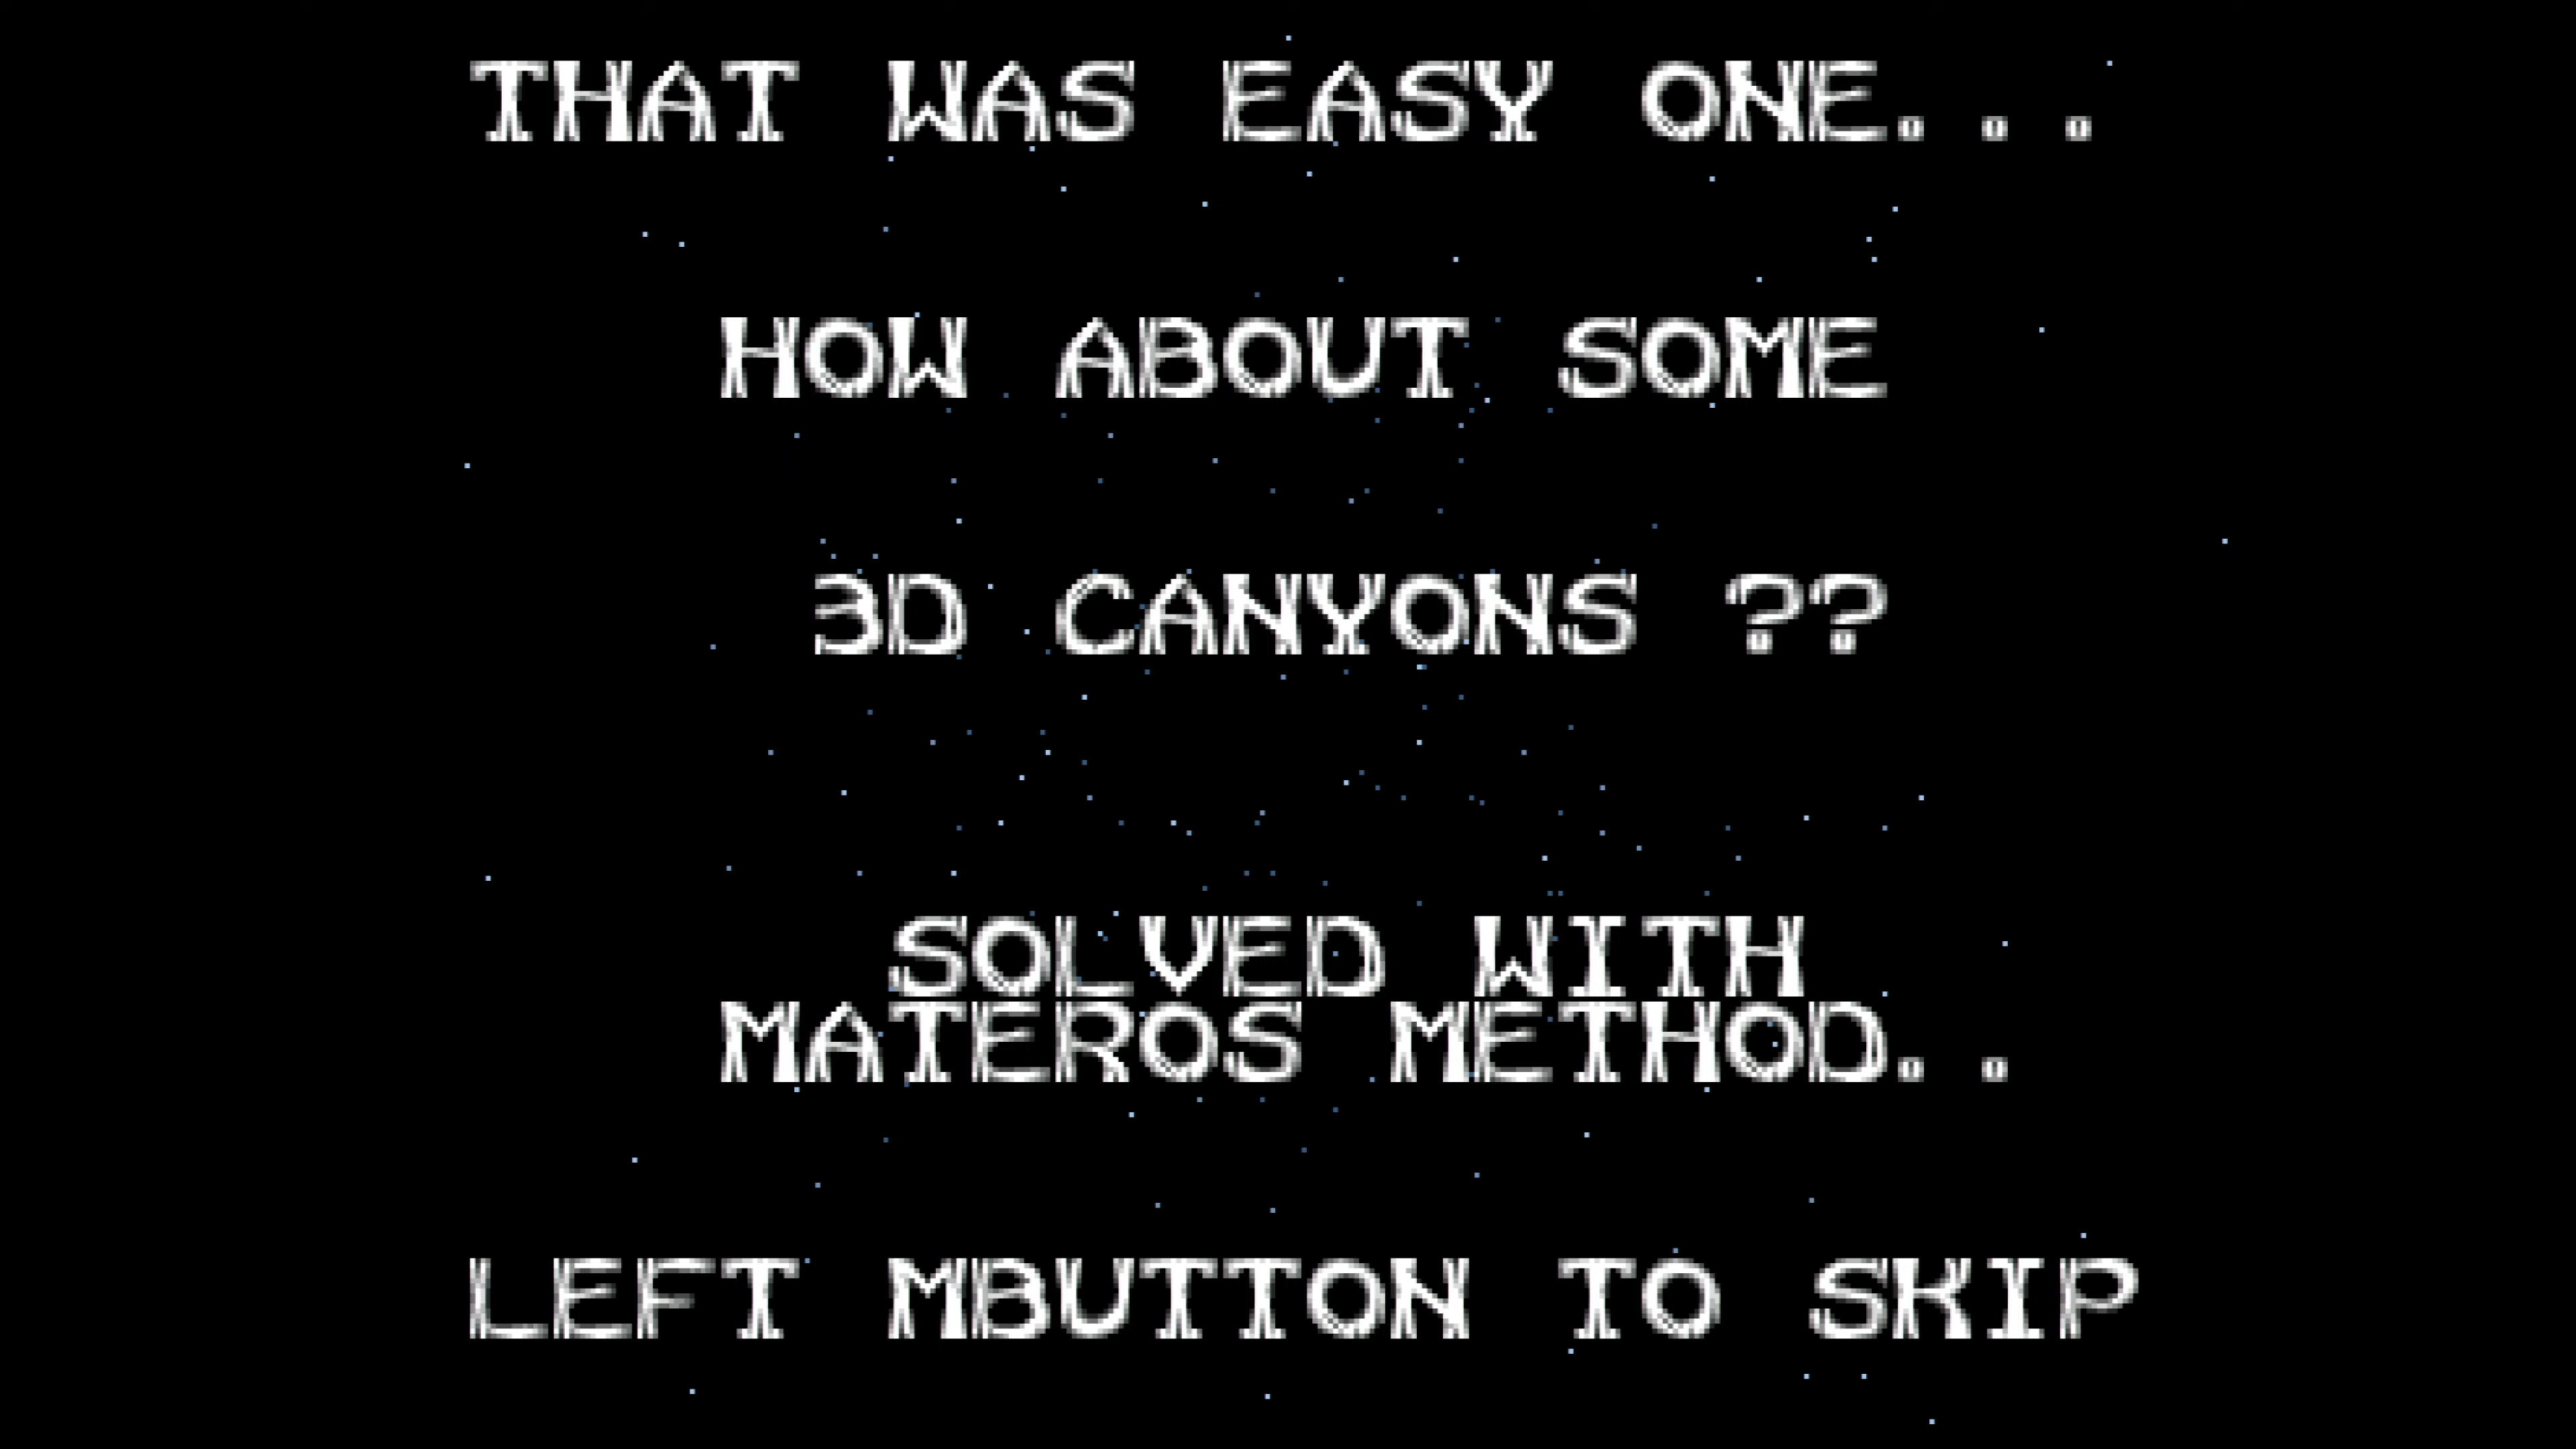 THAT WAS EASY ONE...
HOW ABOUT SOME
3D CANYONS ??
SOLVED WITH
MATEROS METHOD..
LEFT MBUTTON TO SKIP